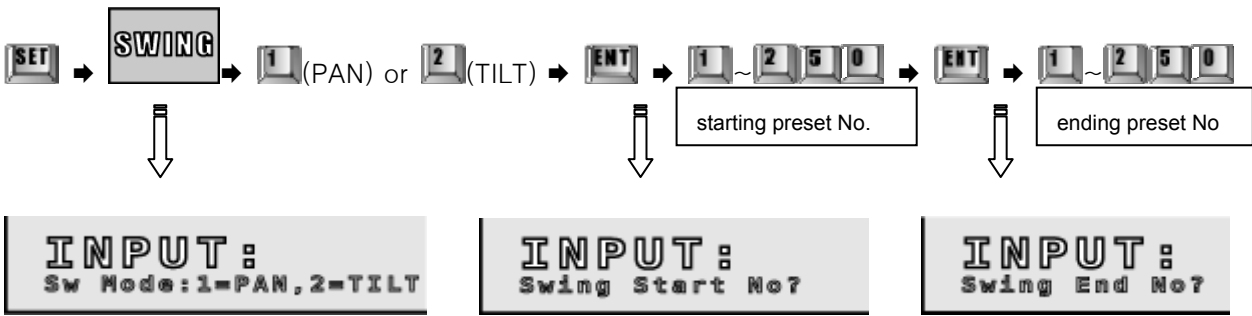 SET ➡ SWING ➡ 1 (PAN) or 2 (TILT) ➡ ENT ➡ 1 ~ 2 5 0 ➡ ENT ➡ 1 ~ 2 5 0
starting preset No. ending preset No
INPUT: INPUT: INPUT:
Sw Mode:1=PAN,2=TILT Swing Start No? Swing End No?